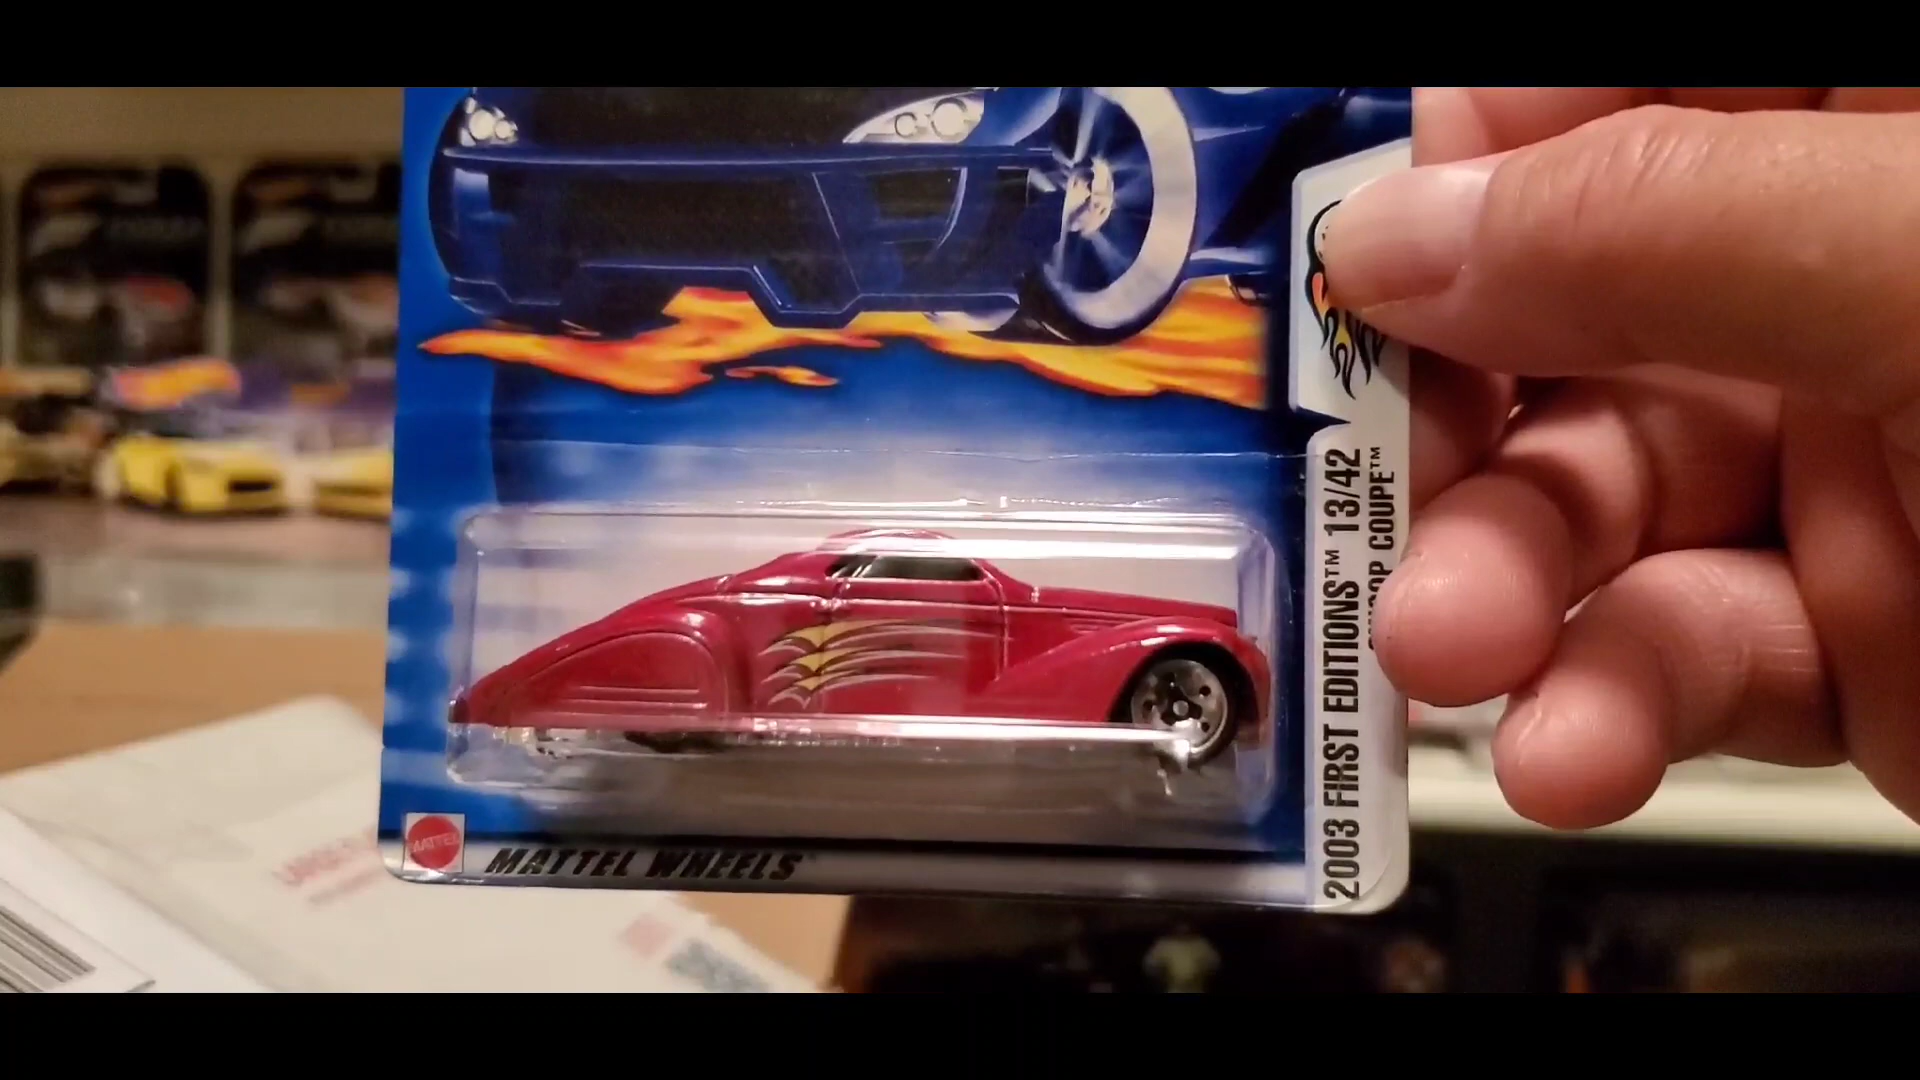 2003 FIRST EDITIONS™ 13/42
COUPE™
MATTEL
MATTEL WHEELS